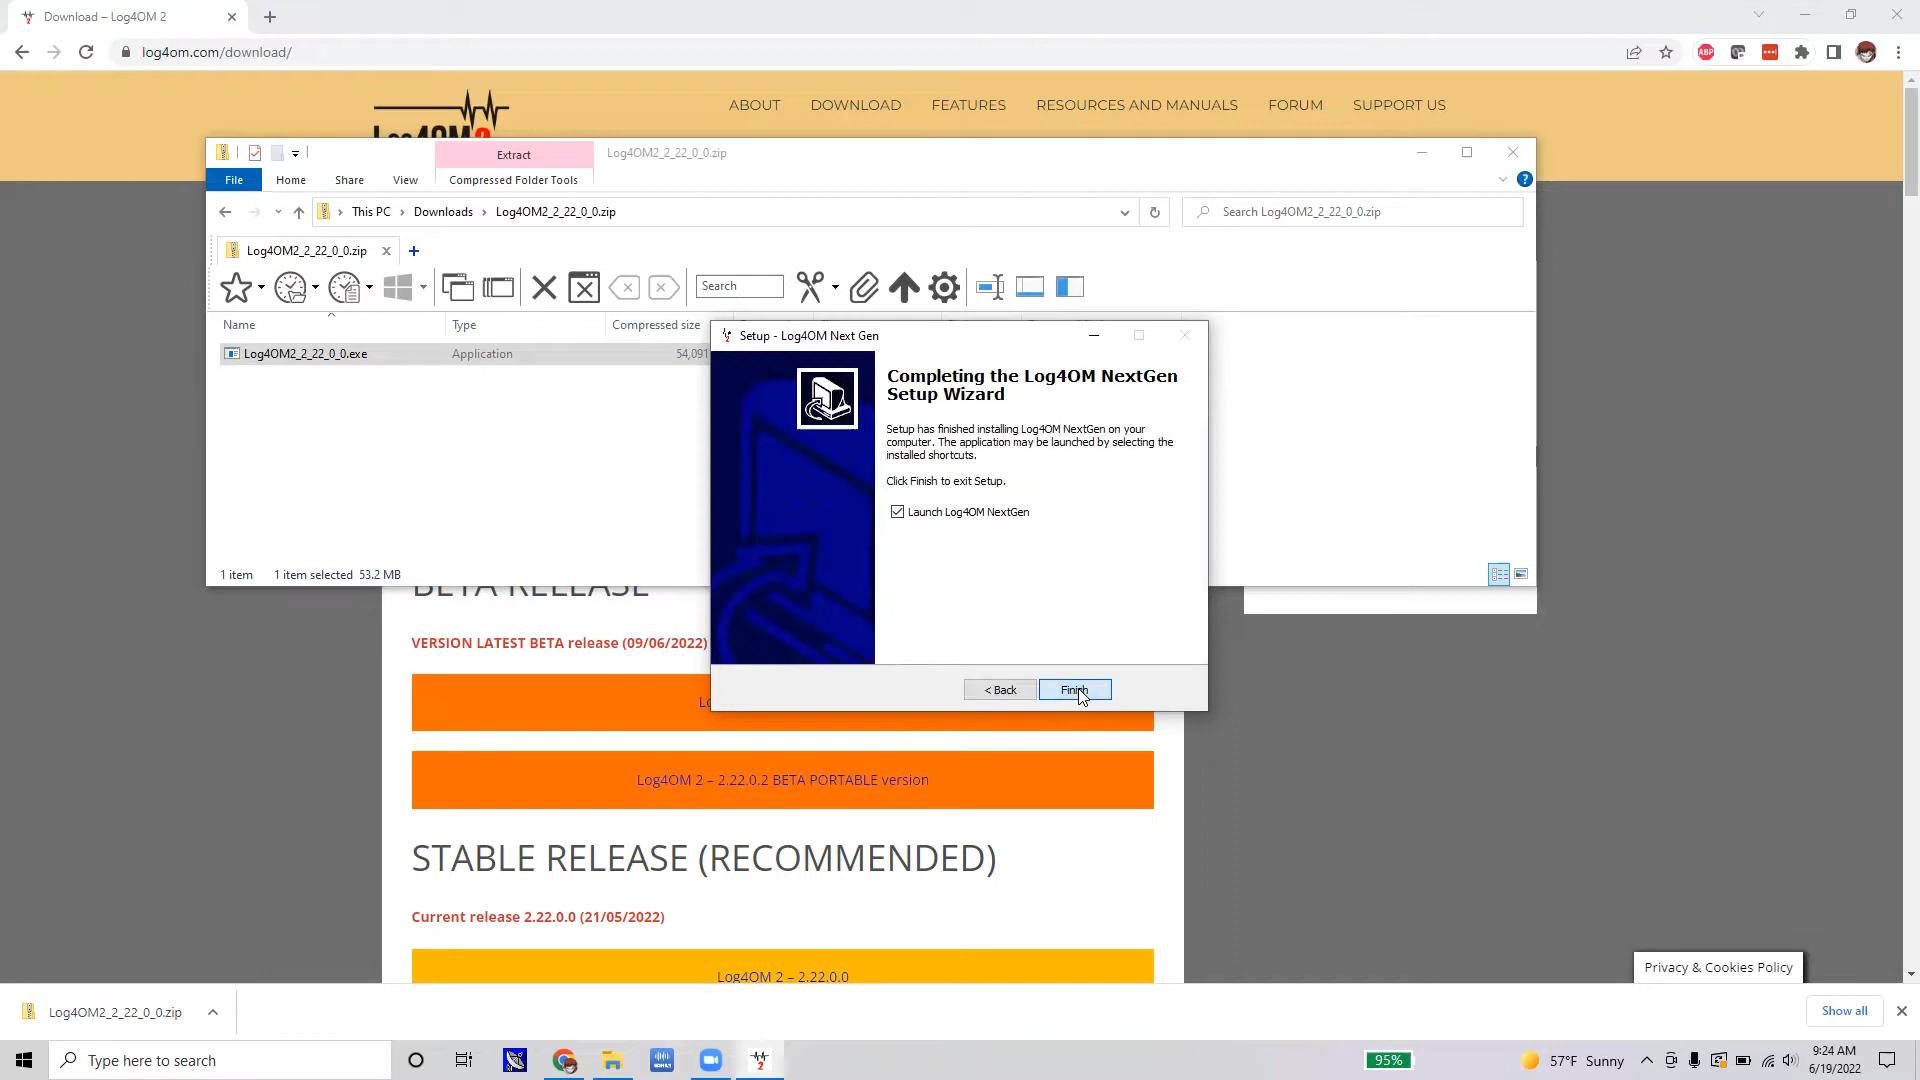 Download – Log4OM 2
log4om.com/download/
ABP
ABOUT
DOWNLOAD
FEATURES
RESOURCES AND MANUALS
FORUM
SUPPORT US
Extract
Log4OM2_2_22_0_0.zip
File
Home
Share
View
Compressed Folder Tools
This PC
Downloads
Log4OM2_2_22_0_0.zip
Search Log4OM2_2_22_0_0.zip
Log4OM2_2_22_0_0.zip
Search
Name
Type
Compressed size
Log4OM2_2_22_0_0.exe
Application
54,091
1 item
1 item selected 53.2 MB
Setup - Log4OM Next Gen
Completing the Log4OM NextGen
Setup Wizard
Setup has finished installing Log4OM NextGen on your
computer. The application may be launched by selecting the
installed shortcuts.
Click Finish to exit Setup.
Launch Log4OM NextGen
< Back
Finish
BETA RELEASE
VERSION LATEST BETA release (09/06/2022)
Log4OM 2 – 2.22.0.2 BETA PORTABLE version
STABLE RELEASE (RECOMMENDED)
Current release 2.22.0.0 (21/05/2022)
Log4OM 2 – 2.22.0.0
Privacy & Cookies Policy
Log4OM2_2_22_0_0.zip
Show all
Type here to search
95%
57°F Sunny
9:24 AM
6/19/2022